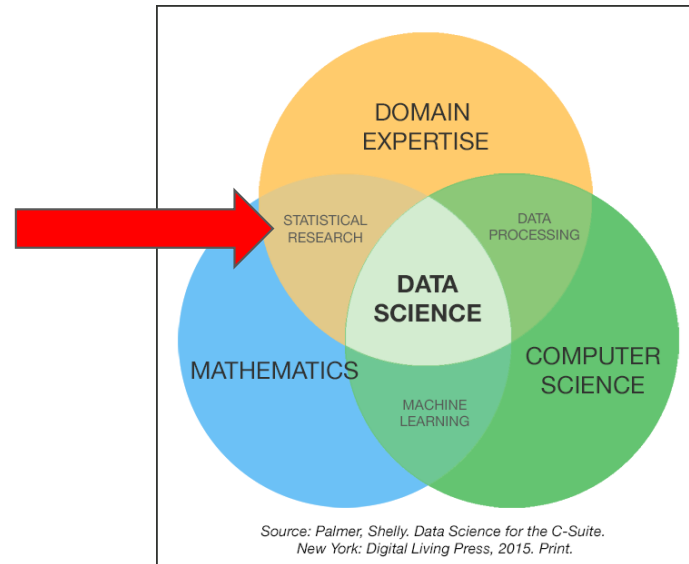 DOMAIN
EXPERTISE
STATISTICAL
RESEARCH
DATA
PROCESSING
DATA
SCIENCE
MATHEMATICS
COMPUTER
SCIENCE
MACHINE
LEARNING
Source: Palmer, Shelly. Data Science for the C-Suite.
New York: Digital Living Press, 2015. Print.